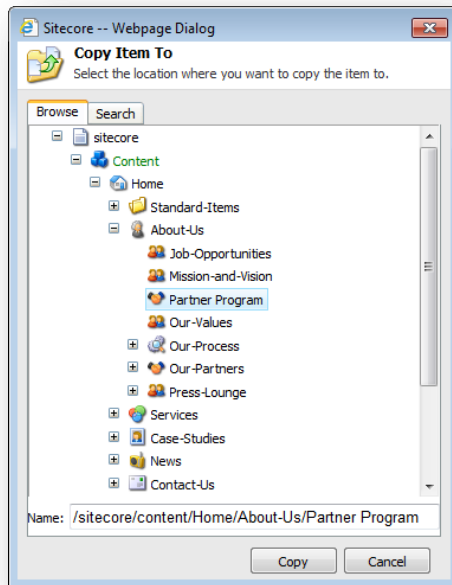 Sitecore -- Webpage Dialog
Copy Item To
Select the location where you want to copy the item to.
Browse Search
sitecore
Content
Home
Standard-Items
About-Us
Job-Opportunities
Mission-and-Vision
Partner Program
Our-Values
Our-Process
Our-Partners
Press-Lounge
Services
Case-Studies
News
Contact-Us
Name: /sitecore/content/Home/About-Us/Partner Program
Copy Cancel